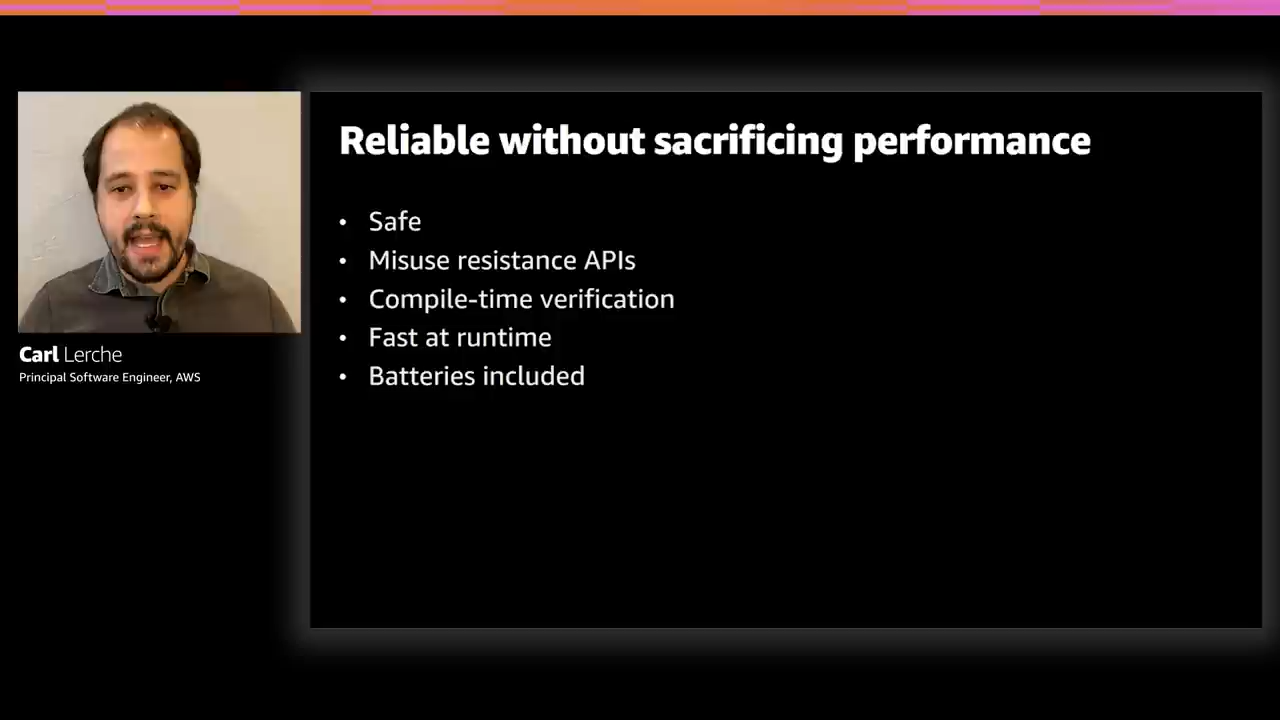 Reliable without sacrificing performance
• Safe
• Misuse resistance APIs
• Compile-time verification
• Fast at runtime
• Batteries included
Carl Lerche
Principal Software Engineer, AWS